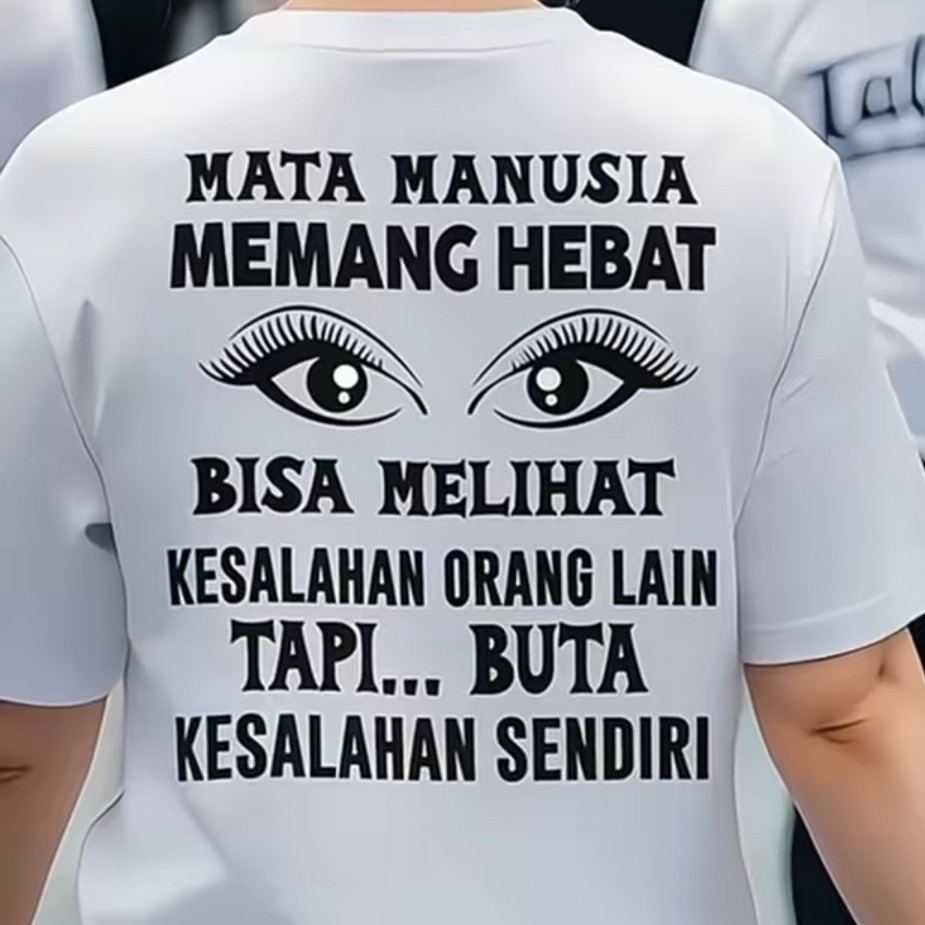 MATA MANUSIA
MEMANG HEBAT
BISA MELIHAT
KESALAHAN ORANG LAIN
TAPI... BUTA
KESALAHAN SENDIRI